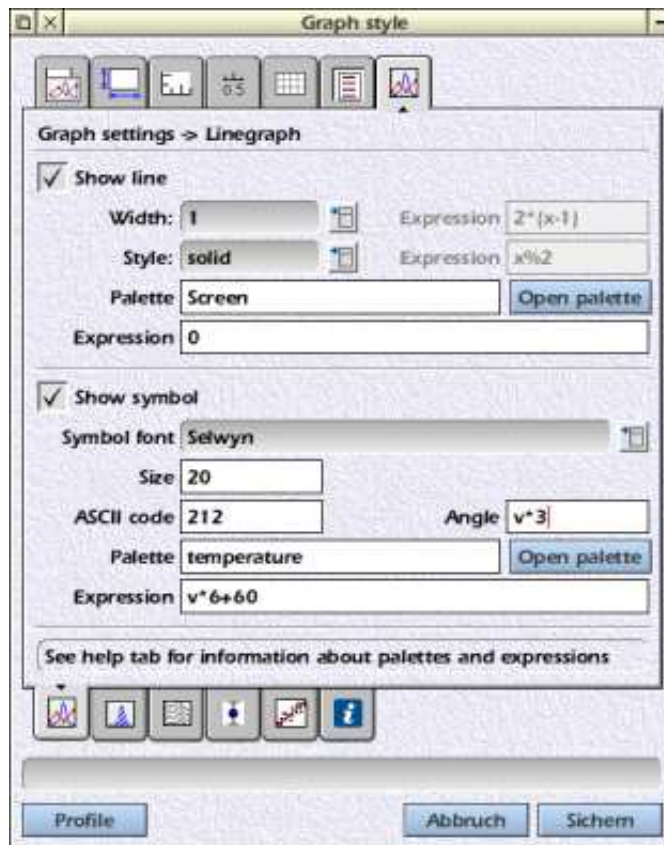 Graph style
0.5
Graph settings -> Linegraph
Show line
Width: 1 Expression 2*(x-1)
Style: solid Expression x%2
Palette Screen Open palette
Expression 0
Show symbol
Symbol font Selwyn
Size 20
ASCII code 212 Angle v*3
Palette temperature Open palette
Expression v*6+60
See help tab for information about palettes and expressions
i
Profile Abbruch Sichern